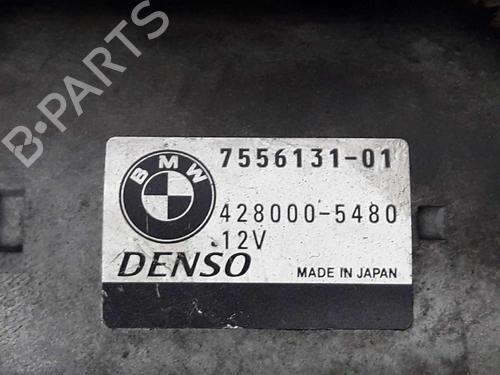 B-PARTS
BMW
7556131-01
428000-5480
12V
DENSO
MADE IN JAPAN